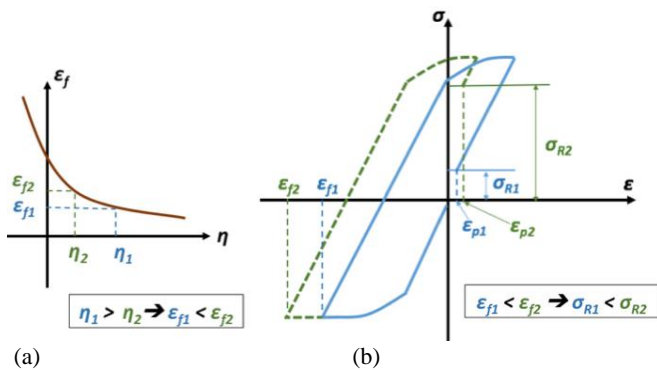 ε_f
ε_f2
ε_f1
η_2
η_1
η
η_1 > η_2 ➔ ε_f1 < ε_f2
(a)
σ
σ_R2
σ_R1
ε_f2
ε_f1
ε
ε_p1
ε_p2
ε_f1 < ε_f2 ➔ σ_R1 < σ_R2
(b)